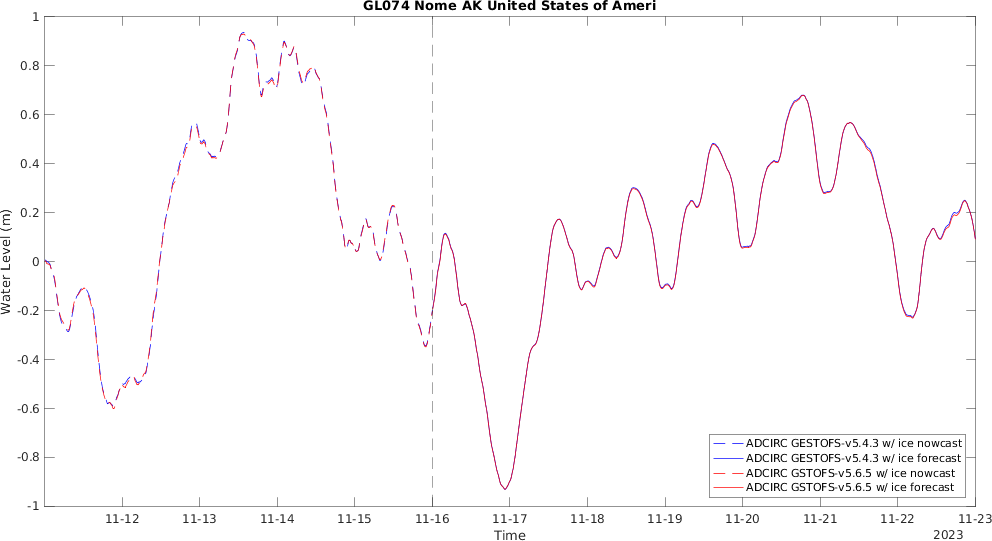 GL074 Nome AK United States of Ameri
1
0.8
0.6
0.4
0.2
0
-0.2
-0.4
-0.6
-0.8
-1
Water Level (m)
ADCIRC GESTOFS-v5.4.3 w/ ice nowcast
ADCIRC GESTOFS-v5.4.3 w/ ice forecast
ADCIRC GSTOFS-v5.6.5 w/ ice nowcast
ADCIRC GSTOFS-v5.6.5 w/ ice forecast
11-12 11-13 11-14 11-15 11-16 11-17 11-18 11-19 11-20 11-21 11-22 11-23
Time
2023